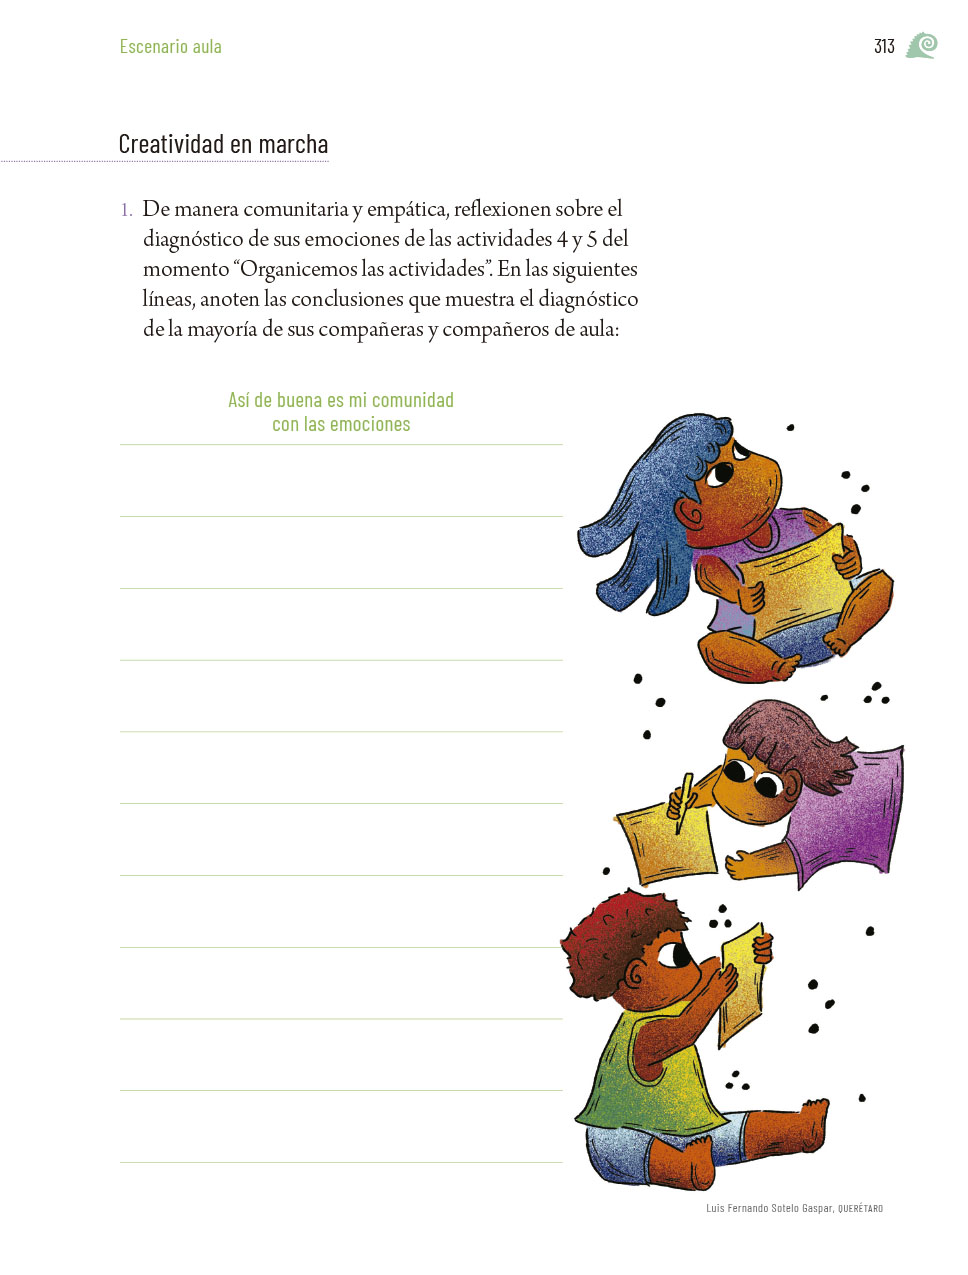 Escenario aula
313
Creatividad en marcha
1. De manera comunitaria y empática, reflexionen sobre el
diagnóstico de sus emociones de las actividades 4 y 5 del
momento “Organicemos las actividades”. En las siguientes
líneas, anoten las conclusiones que muestra el diagnóstico
de la mayoría de sus compañeras y compañeros de aula:
Así de buena es mi comunidad
con las emociones
Luis Fernando Sotelo Gaspar, QUERÉTARO